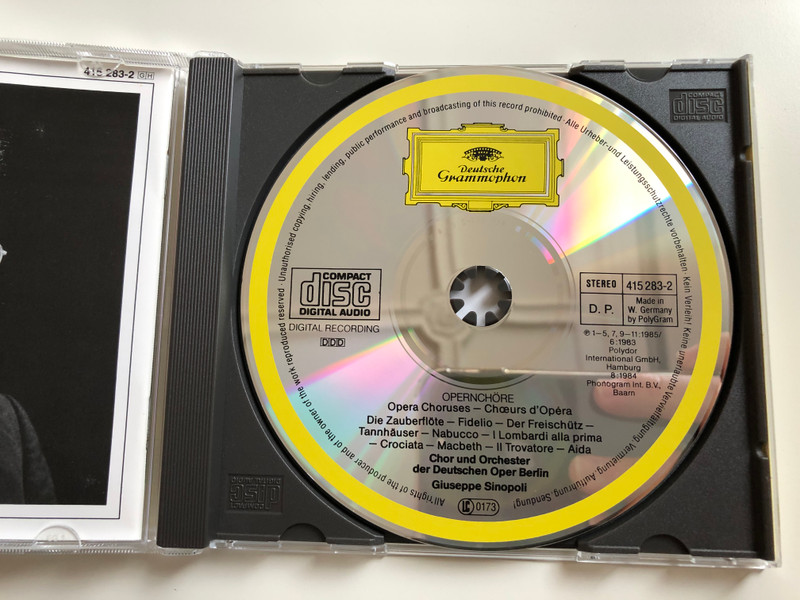 415 283-2 GH
COMPACT
disc
DIGITAL AUDIO
Unauthorised copying, hiring, lending, public performance and broadcasting of this record prohibited · Alle Urheber- und Leistungsschutzrechte vorbehalten · Kein Verleih! Keine unerlaubte Vervielfältigung, Vermietung, Aufführung, Sendung!
All rights of the producer and of the owner of the work reproduced reserved ·
Deutsche
Grammophon
COMPACT
disc
DIGITAL AUDIO
DIGITAL RECORDING
DDD
STEREO
415 283-2
D. P.
Made in
W. Germany
by PolyGram
℗ 1–5, 7, 9–11: 1985/
6: 1983
Polydor
International GmbH,
Hamburg
8: 1984
Phonogram Int. B.V.,
Baarn
OPERNCHÖRE
Opera Choruses – Chœurs d'Opéra
Die Zauberflöte – Fidelio – Der Freischütz –
Tannhäuser – Nabucco – I Lombardi alla prima
– Crociata – Macbeth – Il Trovatore – Aida
Chor und Orchester
der Deutschen Oper Berlin
Giuseppe Sinopoli
LC 0173
COMPACT
disc
DIGITAL AUDIO